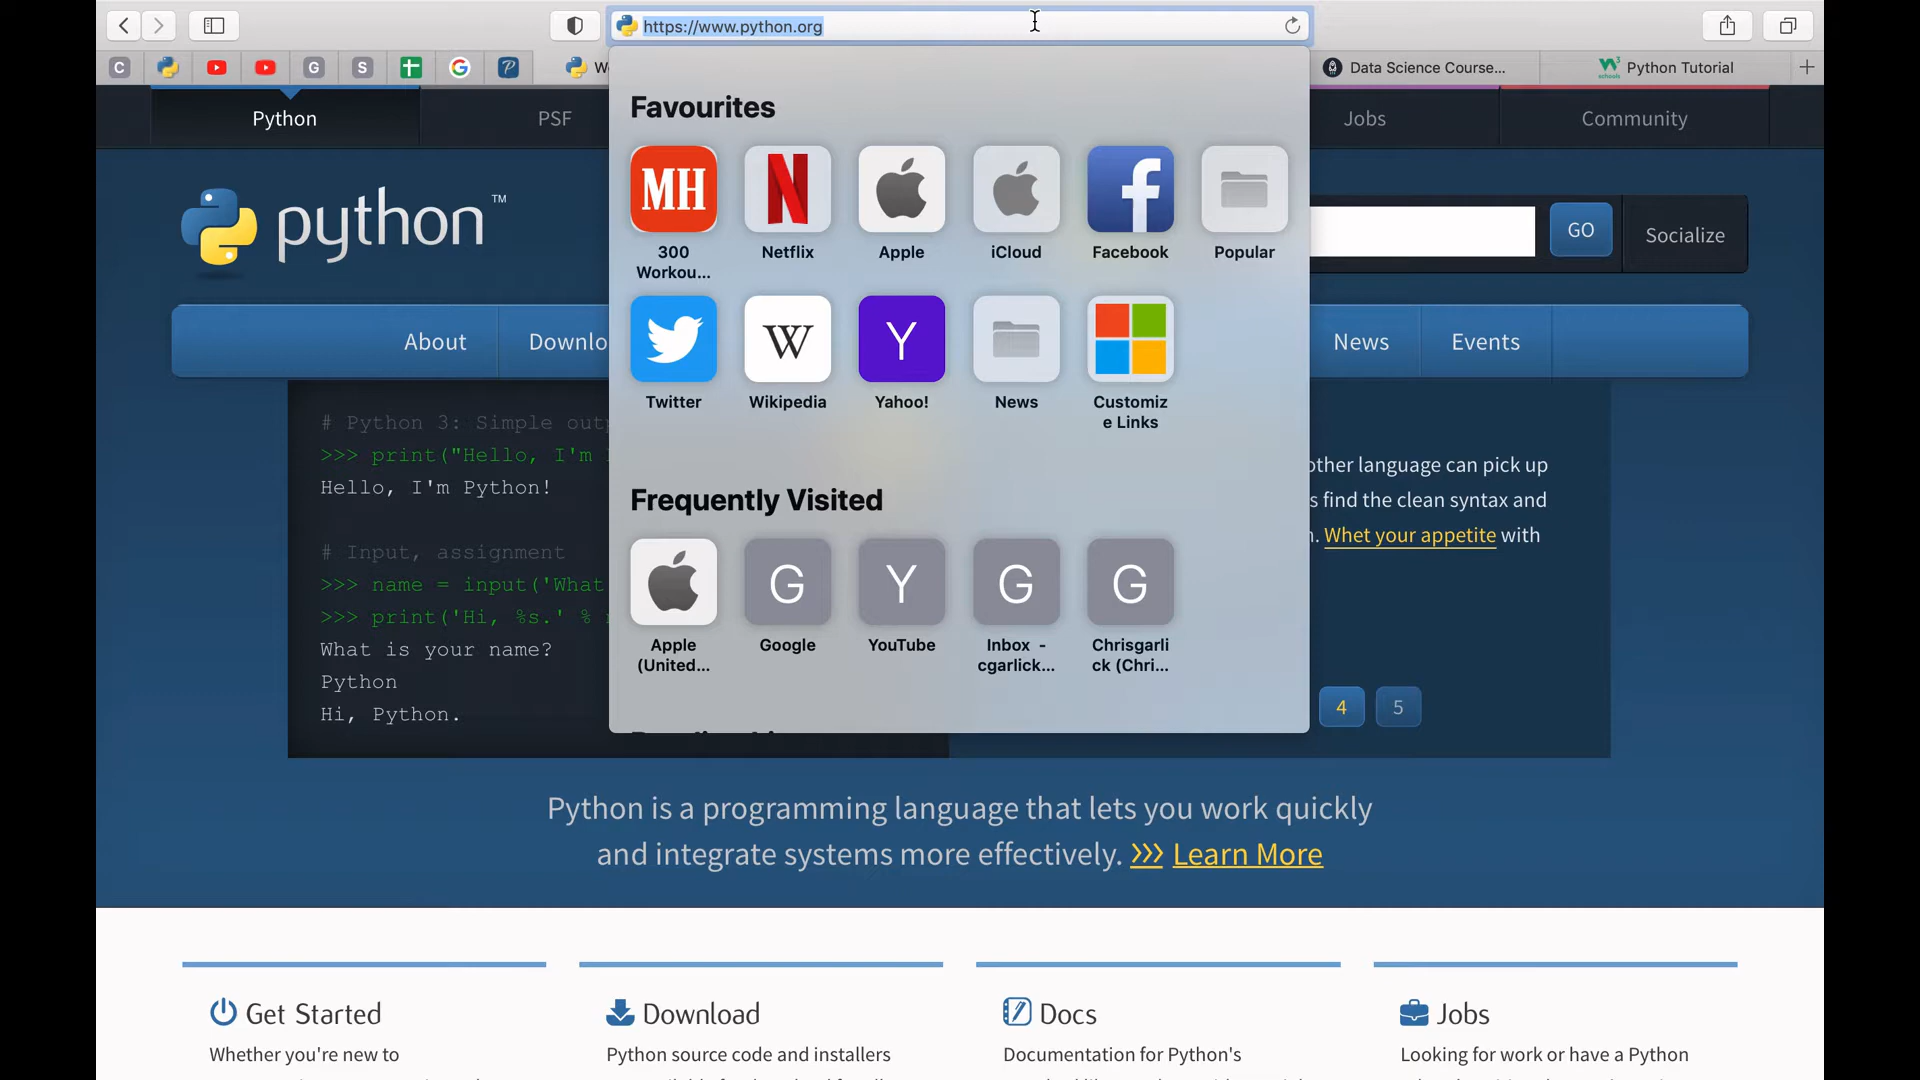 https://www.python.org
C
G
S
W
Data Science Course...
W3 schools
Python Tutorial
Python
PSF
Jobs
Community
python™
GO
Socialize
About
Downlo
News
Events
Favourites
MH
300 Workou...
Netflix
Apple
iCloud
Facebook
Popular
Twitter
W
Wikipedia
Y
Yahoo!
News
Customiz
e Links
Frequently Visited
Apple
(United...
G
Google
Y
YouTube
G
Inbox -
cgarlick...
G
Chrisgarli
ck (Chri...
# Python 3: Simple outp
>>> print("Hello, I'm
Hello, I'm Python!
# Input, assignment
>>> name = input('What
>>> print('Hi, %s.' %
What is your name?
Python
Hi, Python.
other language can pick up
s find the clean syntax and
. Whet your appetite with
4
5
Python is a programming language that lets you work quickly
and integrate systems more effectively. >>> Learn More
Get Started
Whether you're new to
Download
Python source code and installers
Docs
Documentation for Python's
Jobs
Looking for work or have a Python